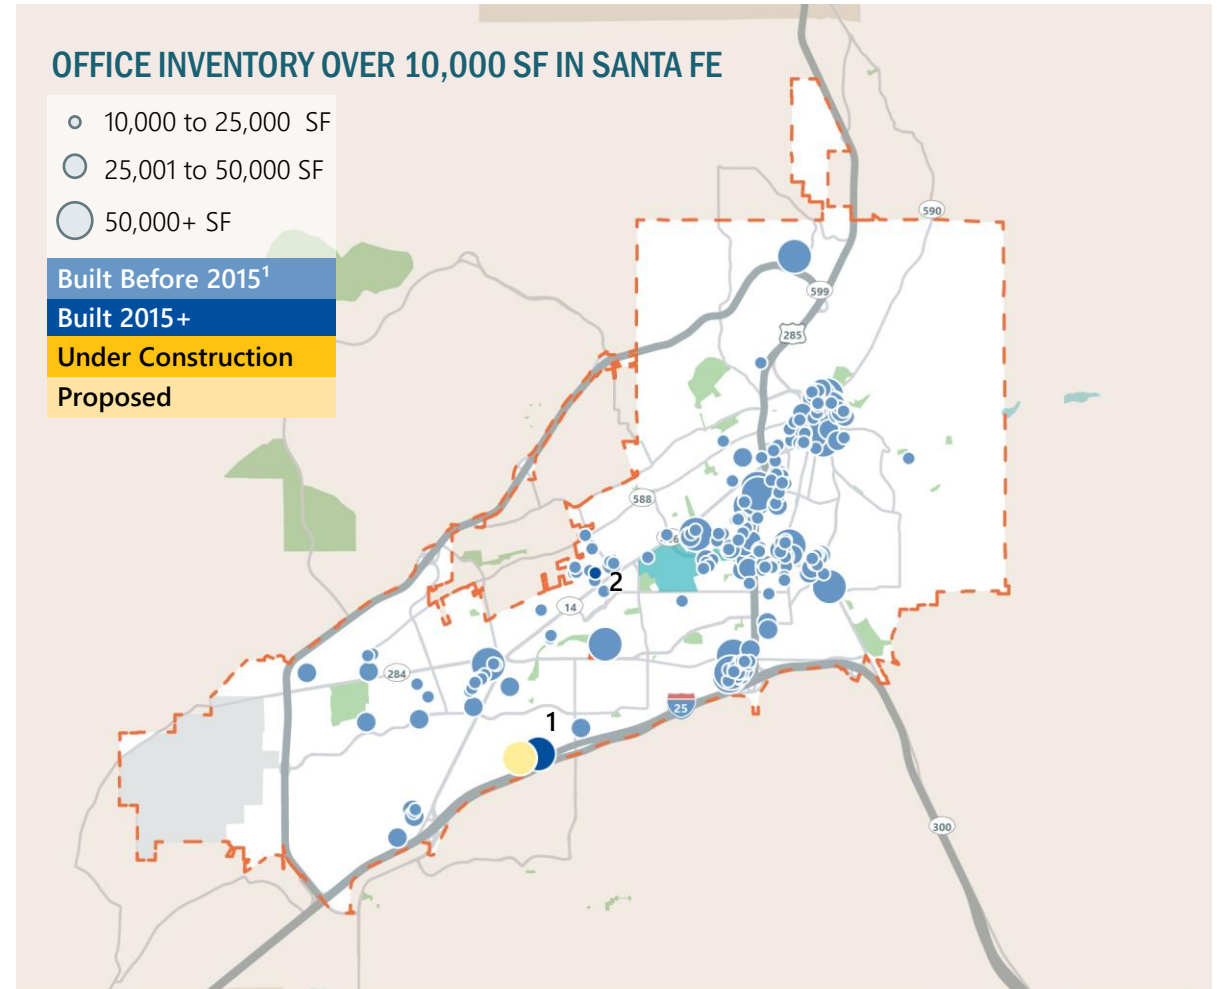 OFFICE INVENTORY OVER 10,000 SF IN SANTA FE
10,000 to 25,000 SF
25,001 to 50,000 SF
50,000+ SF
Built Before 2015¹
Built 2015+
Under Construction
Proposed
590
599
285
588
6
2
14
284
25
1
300